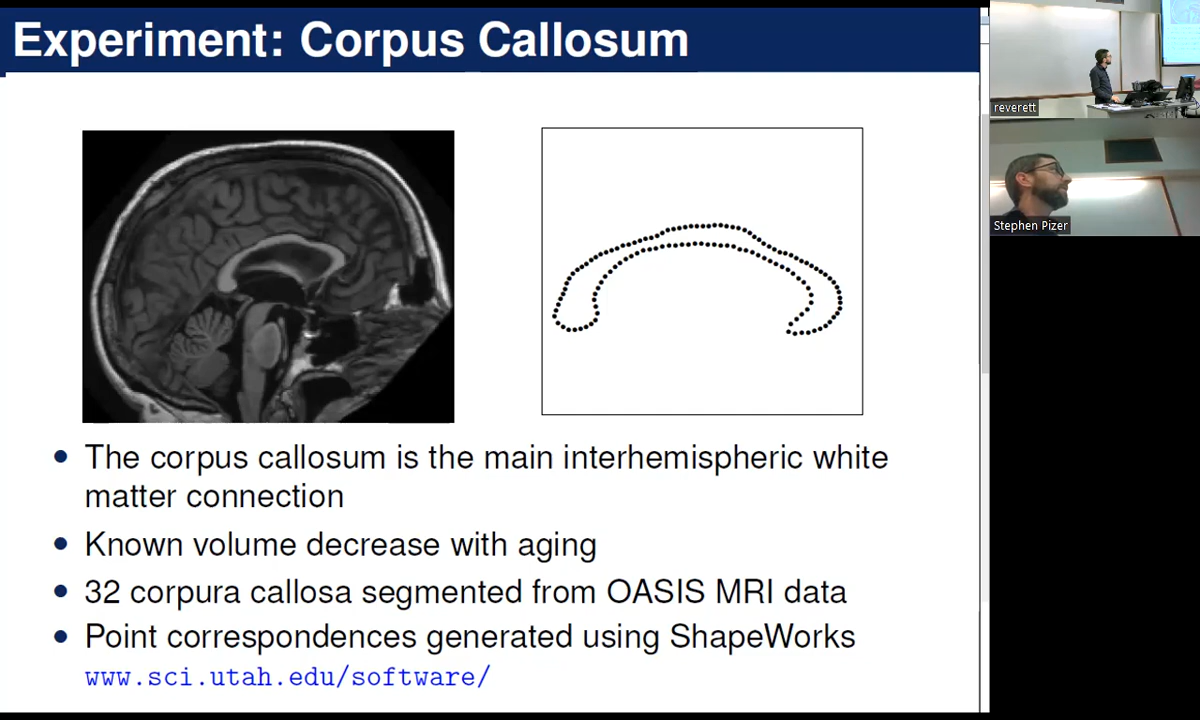 Experiment: Corpus Callosum
reverett
Stephen Pizer
The corpus callosum is the main interhemispheric white
matter connection
Known volume decrease with aging
32 corpora callosa segmented from OASIS MRI data
Point correspondences generated using ShapeWorks
www.sci.utah.edu/software/